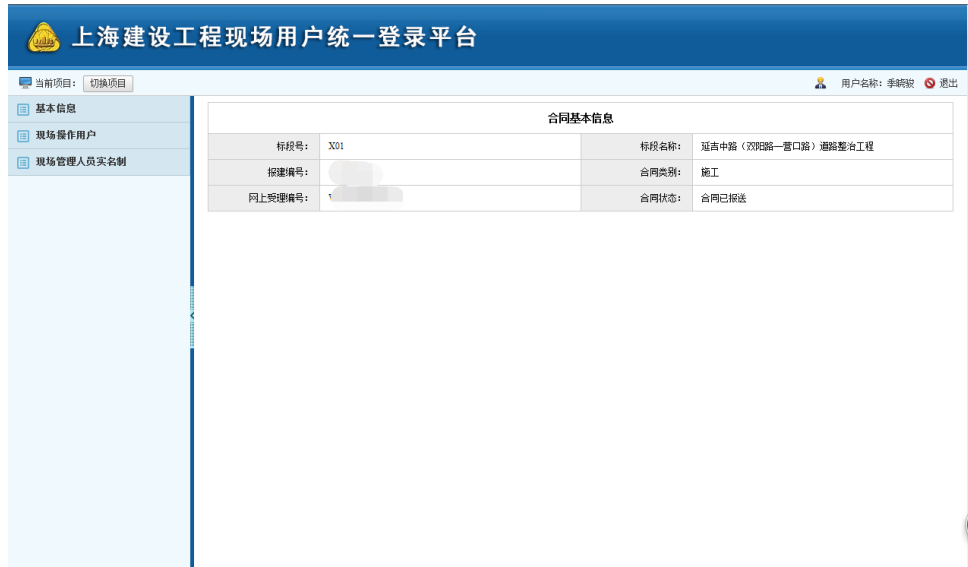 上海建设工程现场用户统一登录平台
当前项目： 切换项目 用户名称：季晓骏 退出
基本信息
现场操作用户
现场管理人员实名制
合同基本信息
标段号： X01 标段名称： 延吉中路（双阳路—营口路）道路整治工程
报建编号： 合同类别： 施工
网上受理编号： 合同状态： 合同已报送